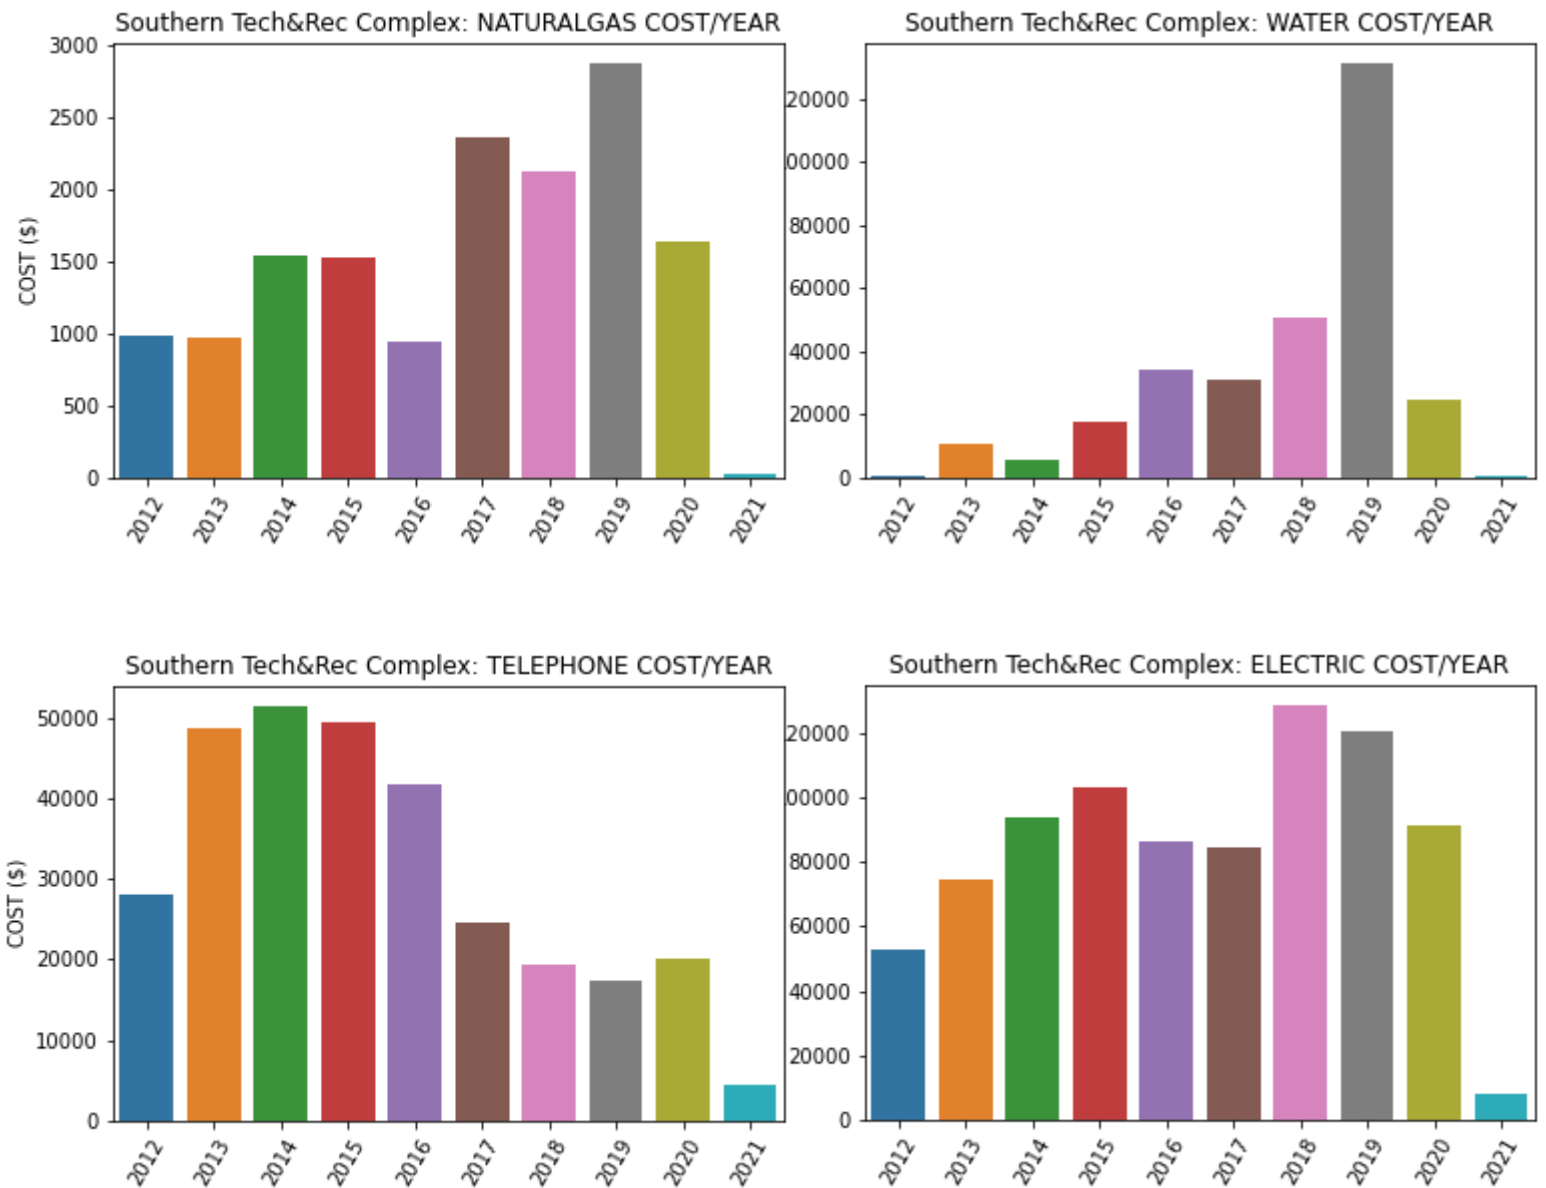 Southern Tech&Rec Complex: NATURALGAS COST/YEAR
COST ($)
3000
2500
2000
1500
1000
500
0
2012 2013 2014 2015 2016 2017 2018 2019 2020 2021
Southern Tech&Rec Complex: WATER COST/YEAR
20000
00000
80000
60000
40000
20000
0
2012 2013 2014 2015 2016 2017 2018 2019 2020 2021
Southern Tech&Rec Complex: TELEPHONE COST/YEAR
COST ($)
50000
40000
30000
20000
10000
0
2012 2013 2014 2015 2016 2017 2018 2019 2020 2021
Southern Tech&Rec Complex: ELECTRIC COST/YEAR
20000
00000
80000
60000
40000
20000
0
2012 2013 2014 2015 2016 2017 2018 2019 2020 2021